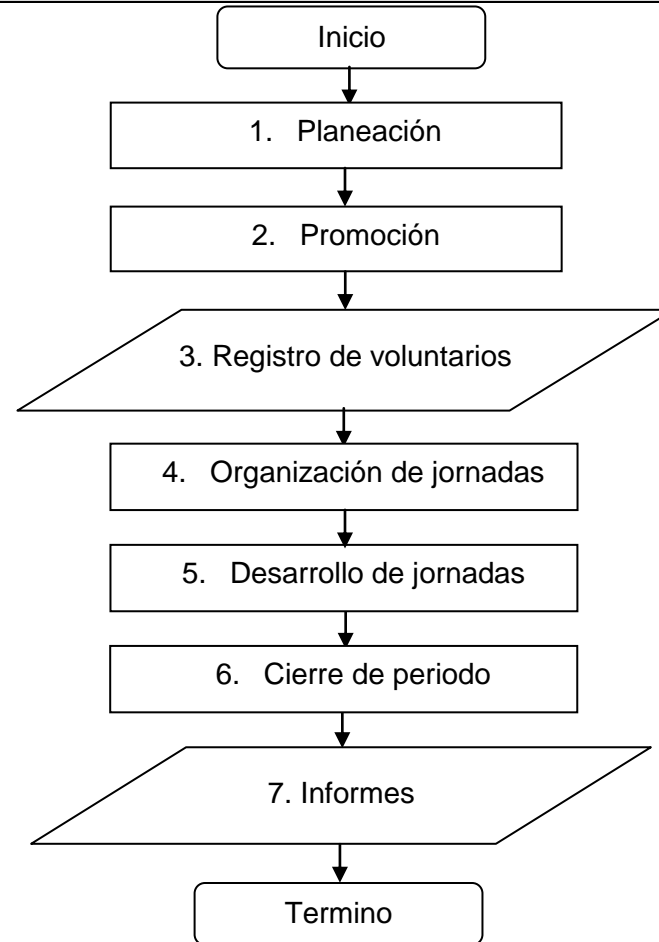 Inicio
1. Planeación
2. Promoción
3. Registro de voluntarios
4. Organización de jornadas
5. Desarrollo de jornadas
6. Cierre de periodo
7. Informes
Termino